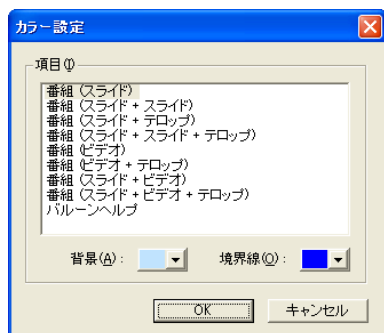 カラー設定
項目(I)
番組 (スライド)
番組 (スライド + スライド)
番組 (スライド + テロップ)
番組 (スライド + スライド + テロップ)
番組 (ビデオ)
番組 (ビデオ + テロップ)
番組 (スライド + ビデオ)
番組 (スライド + ビデオ + テロップ)
バルーンヘルプ
背景(A) : 境界線(O) :
OK キャンセル